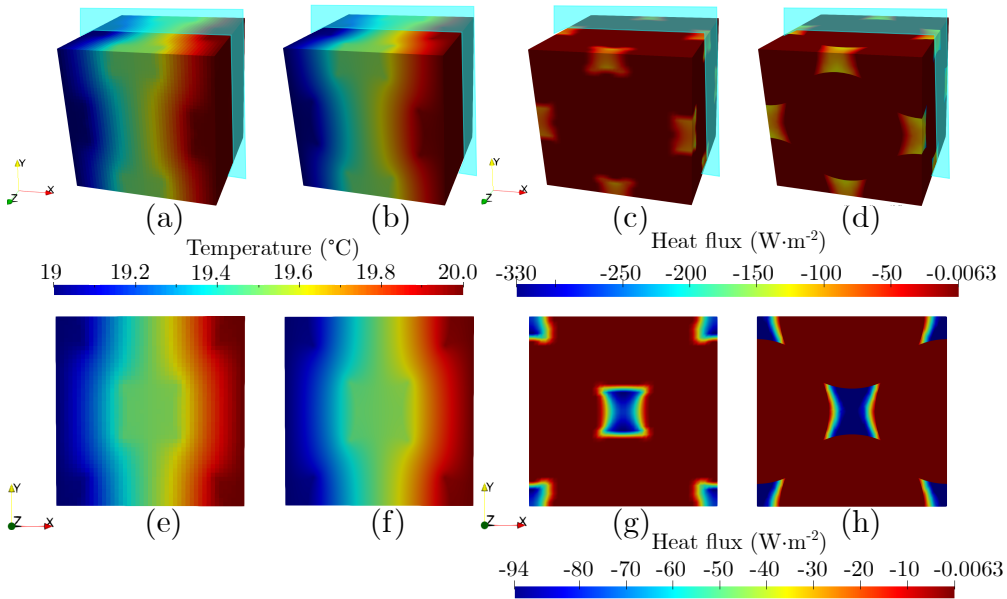 Y
X
Z
(a)
(b)
Y
X
Z
(c)
(d)
Temperature (°C)
19 19.2 19.4 19.6 19.8 20.0
Heat flux (W·m-2)
-330 -250 -200 -150 -100 -50 -0.0063
Y
Z X
(e)
(f)
Y
Z X
(g)
(h)
Heat flux (W·m-2)
-94 -80 -70 -60 -50 -40 -30 -20 -10 -0.0063